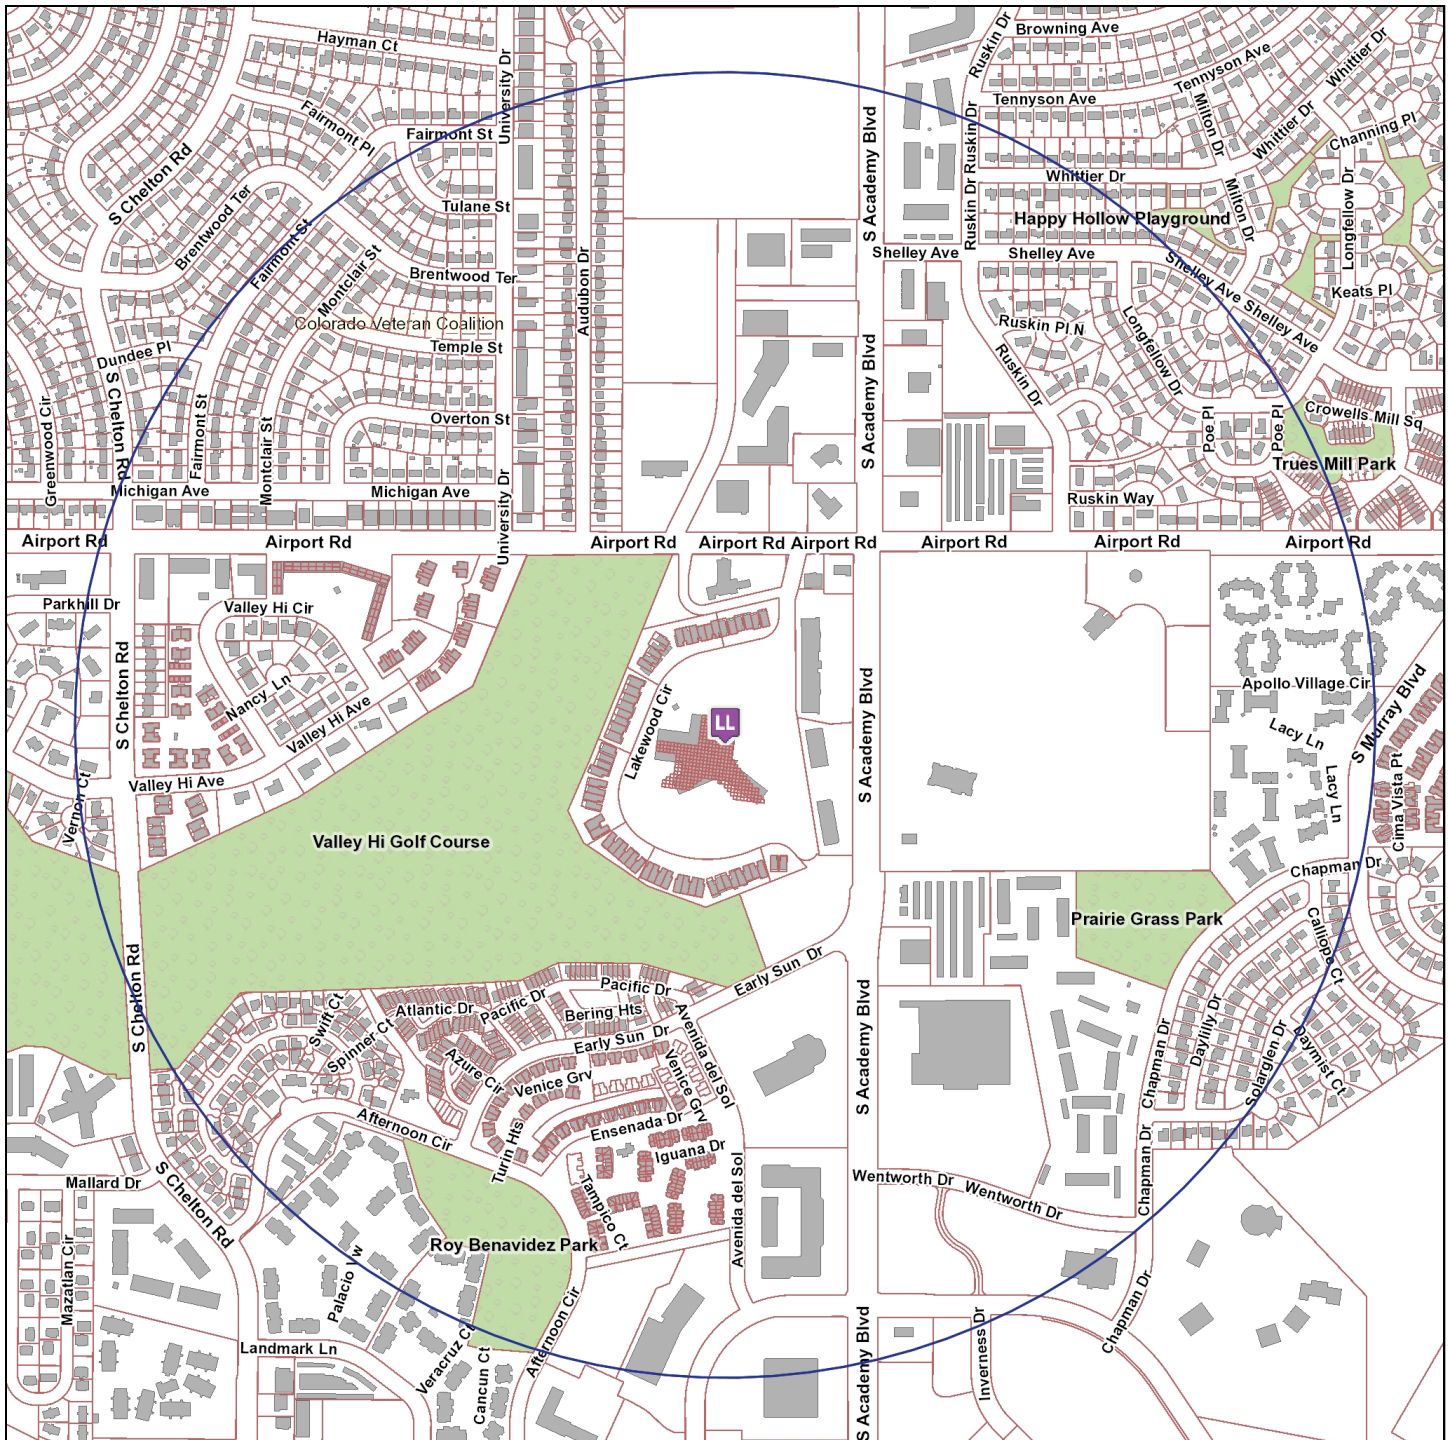 Hayman Ct
University Dr
Ruskin Dr
Browning Ave
Tennyson Ave
Whittier Dr
Fairmont Pl
Fairmont St
Tennyson Ave
Milton Dr
Whittier Dr
Channing Pl
S Chelton Rd
S Academy Blvd
Ruskin Dr
Whittier Dr
Brentwood Ter
Tulane St
Ruskin Dr
Happy Hollow Playground
Milton Dr
Longfellow Dr
Fairmont St
Montclair St
Brentwood Ter
Audubon Dr
Shelley Ave
Shelley Ave
Shelley Ave
Keats Pl
Colorado Veteran Coalition
Shelley Ave
Ruskin Pl N
Longfellow Dr
Dundee Pl
Temple St
S Academy Blvd
Ruskin Dr
S Chelton Rd
Greenwood Cir
Fairmont St
Montclair St
Overton St
Poe Pl
Poe Pl
Crowells Mill Sq
Trues Mill Park
Michigan Ave
Michigan Ave
University Dr
Ruskin Way
Airport Rd
Airport Rd
Airport Rd
Airport Rd
Airport Rd
Airport Rd
Airport Rd
Airport Rd
Parkhill Dr
Valley Hi Cir
S Chelton Rd
Nancy Ln
Valley Hi Ave
Lakewood Cir
LL
S Academy Blvd
Apollo Village Cir
Lacy Ln
S Murray Blvd
Valley Hi Ave
Vernon Ct
Lacy Ln
Cima Vista Pt
Valley Hi Golf Course
Chapman Dr
Prairie Grass Park
Calliope Ct
S Chelton Rd
Early Sun Dr
Pacific Dr
Swift Ct
Atlantic Dr
Pacific Dr
Bering Hts
Avenida del Sol
S Academy Blvd
Spinner Ct
Early Sun Dr
Azure Cir
Venice Grv
Venice Grv
Chapman Dr
Daylily Dr
Solarglen Dr
Daymist Ct
Afternoon Cir
Ensenada Dr
Turin Hts
Iguana Dr
Mallard Dr
S Chelton Rd
Tampico Ct
Avenida del Sol
Wentworth Dr
Wentworth Dr
Chapman Dr
Roy Benavidez Park
Mazatlan Cir
Palacio Vw
Afternoon Cir
Landmark Ln
Veracruz Ct
Cancun Ct
S Academy Blvd
Inverness Dr
Chapman Dr